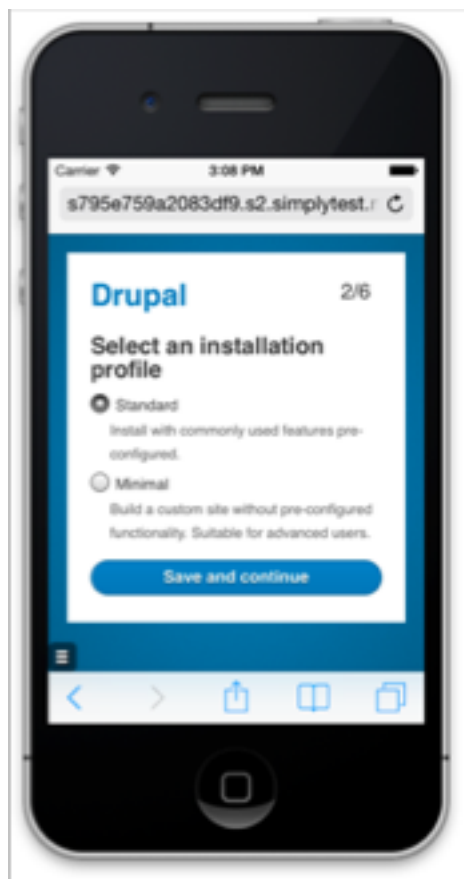 Carrier 3:08 PM
s795e759a2083df9.s2.simplytest.r
Drupal 2/6
Select an installation
profile
Standard
Install with commonly used features pre-
configured.
Minimal
Build a custom site without pre-configured
functionality. Suitable for advanced users.
Save and continue